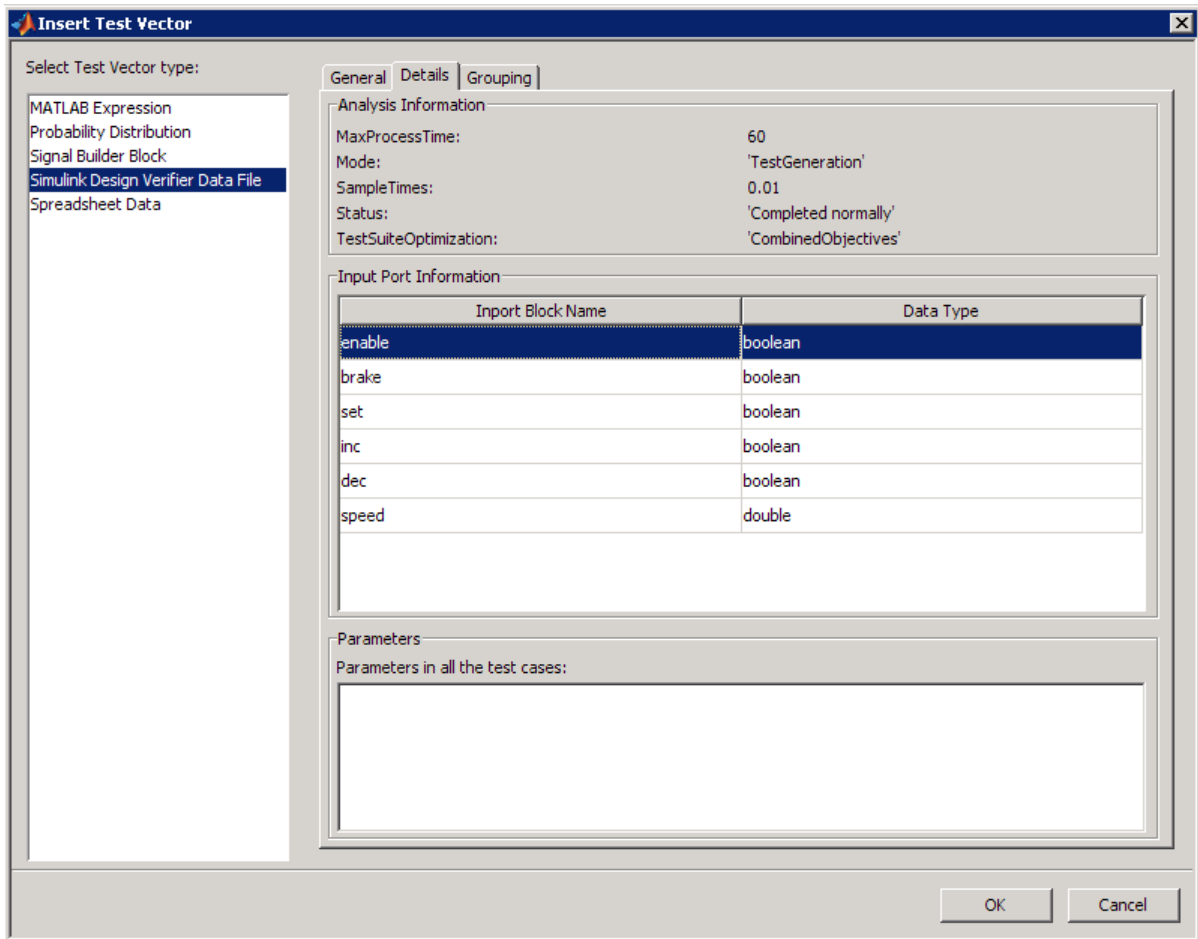 Insert Test Vector
Select Test Vector type:
MATLAB Expression
Probability Distribution
Signal Builder Block
Simulink Design Verifier Data File
Spreadsheet Data
General Details Grouping
Analysis Information
MaxProcessTime: 60
Mode: 'TestGeneration'
SampleTimes: 0.01
Status: 'Completed normally'
TestSuiteOptimization: 'CombinedObjectives'
Input Port Information
Inport Block Name Data Type
enable boolean
brake boolean
set boolean
inc boolean
dec boolean
speed double
Parameters
Parameters in all the test cases:
OK Cancel